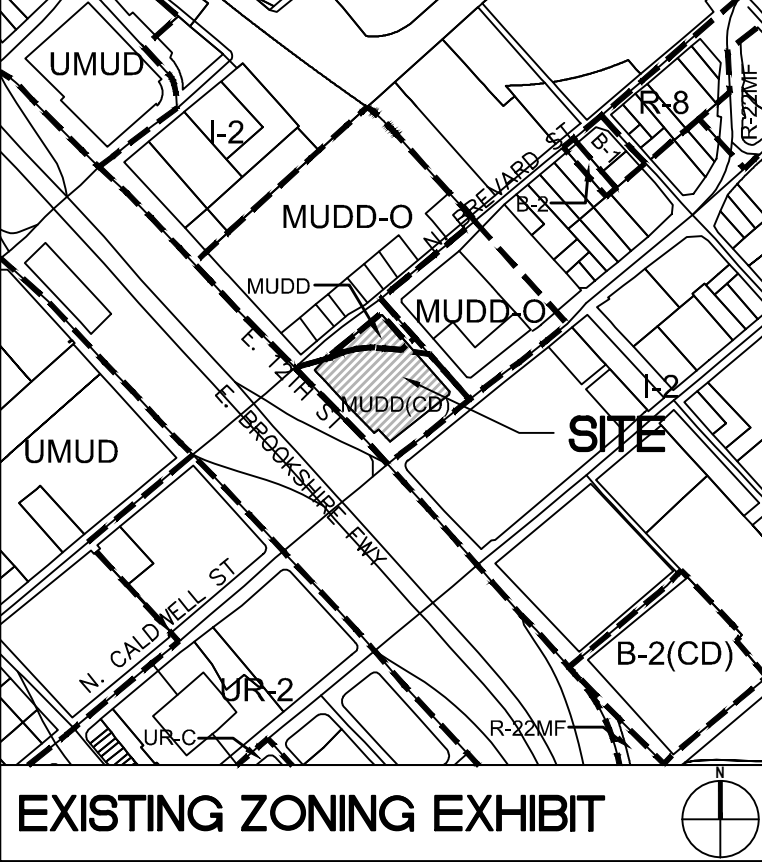 UMUD
I-2
R-8
R-22MF
B-1
B-2
N. BREVARD ST
MUDD-O
MUDD
MUDD-O
E. 12TH ST
MUDD(CD)
I-2
SITE
E. BROOKSHIRE FWY
UMUD
N. CALDWELL ST
B-2(CD)
UR-2
R-22MF
UR-C
EXISTING ZONING EXHIBIT
N